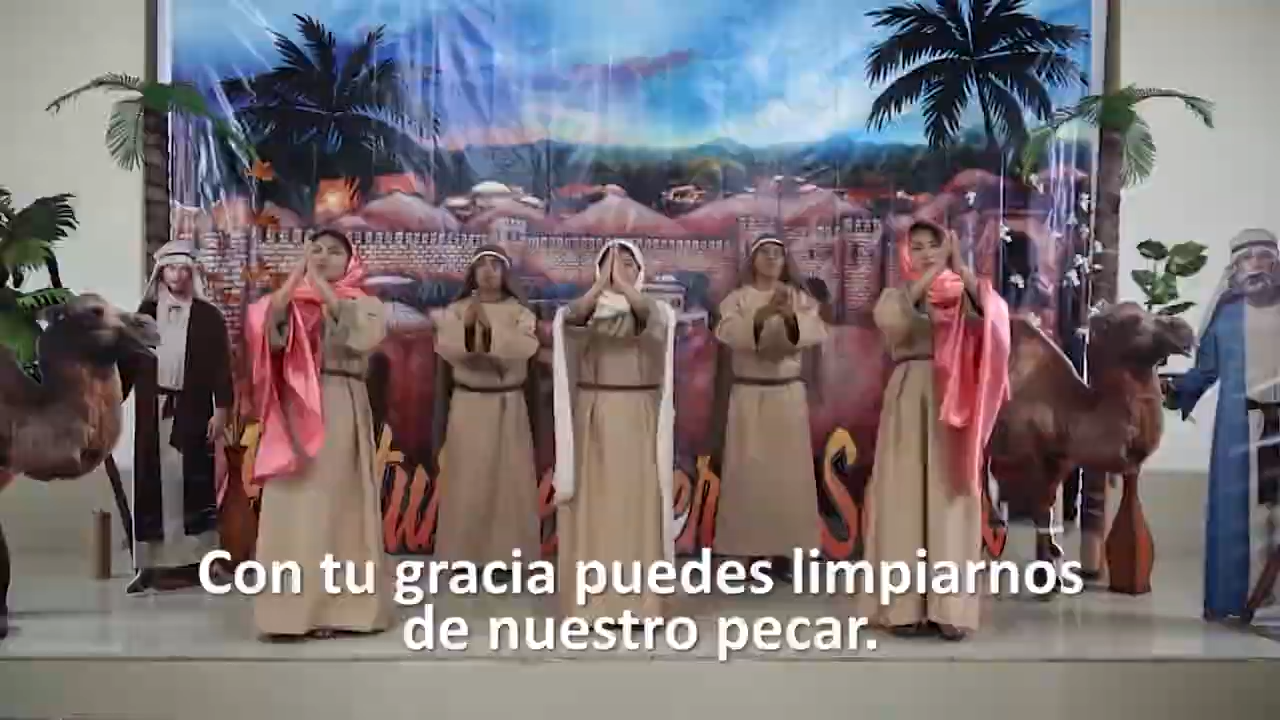 Con tu gracia puedes limpiarnos
de nuestro pecar.